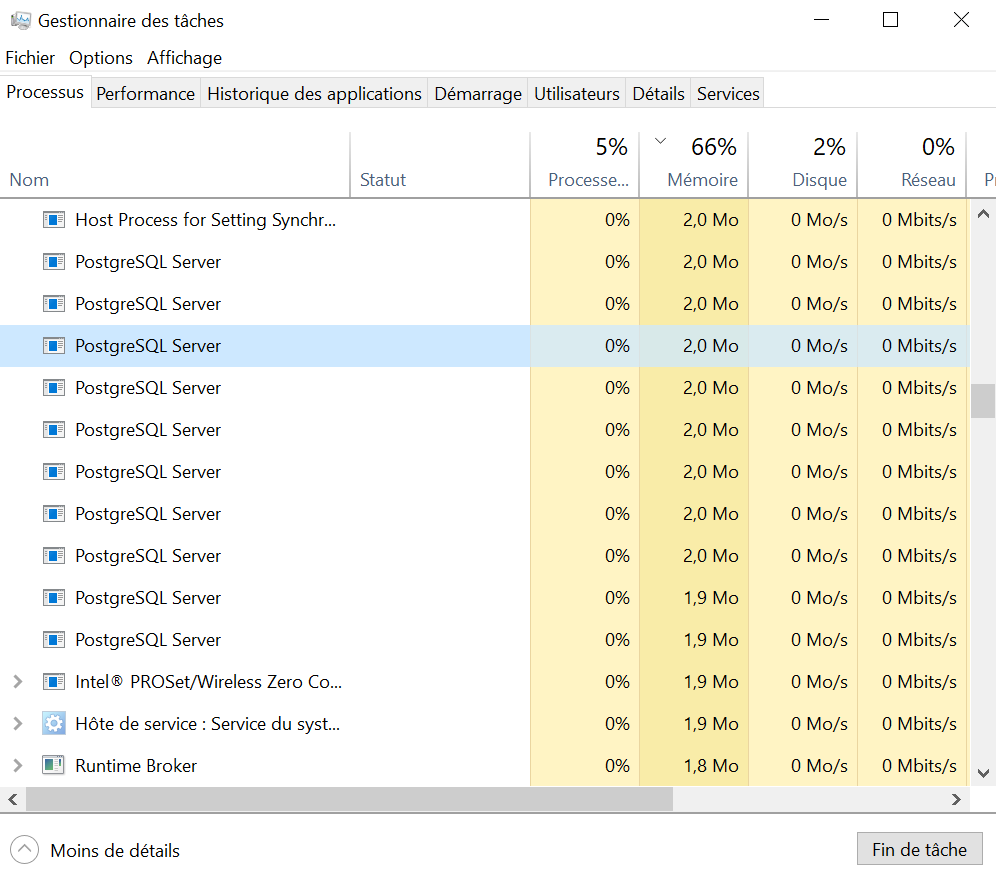 Gestionnaire des tâches
Fichier Options Affichage
Processus Performance Historique des applications Démarrage Utilisateurs Détails Services
5% 66% 2% 0%
Nom Statut Processe... Mémoire Disque Réseau Pr
Host Process for Setting Synchr... 0% 2,0 Mo 0 Mo/s 0 Mbits/s
PostgreSQL Server 0% 2,0 Mo 0 Mo/s 0 Mbits/s
PostgreSQL Server 0% 2,0 Mo 0 Mo/s 0 Mbits/s
PostgreSQL Server 0% 2,0 Mo 0 Mo/s 0 Mbits/s
PostgreSQL Server 0% 2,0 Mo 0 Mo/s 0 Mbits/s
PostgreSQL Server 0% 2,0 Mo 0 Mo/s 0 Mbits/s
PostgreSQL Server 0% 2,0 Mo 0 Mo/s 0 Mbits/s
PostgreSQL Server 0% 2,0 Mo 0 Mo/s 0 Mbits/s
PostgreSQL Server 0% 2,0 Mo 0 Mo/s 0 Mbits/s
PostgreSQL Server 0% 1,9 Mo 0 Mo/s 0 Mbits/s
PostgreSQL Server 0% 1,9 Mo 0 Mo/s 0 Mbits/s
Intel® PROSet/Wireless Zero Co... 0% 1,9 Mo 0 Mo/s 0 Mbits/s
Hôte de service : Service du syst... 0% 1,9 Mo 0 Mo/s 0 Mbits/s
Runtime Broker 0% 1,8 Mo 0 Mo/s 0 Mbits/s
Moins de détails Fin de tâche